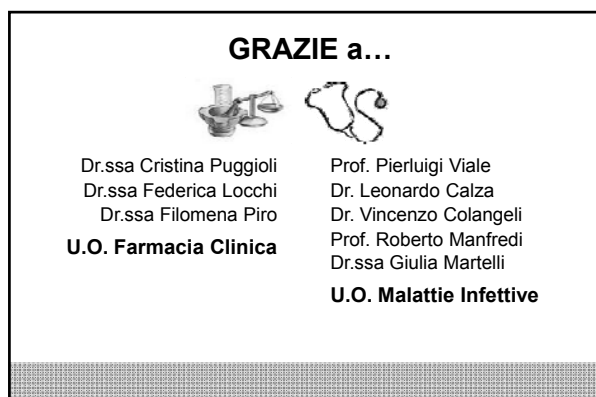 GRAZIE a…
Dr.ssa Cristina Puggioli
Dr.ssa Federica Locchi
Dr.ssa Filomena Piro
U.O. Farmacia Clinica
Prof. Pierluigi Viale
Dr. Leonardo Calza
Dr. Vincenzo Colangeli
Prof. Roberto Manfredi
Dr.ssa Giulia Martelli
U.O. Malattie Infettive